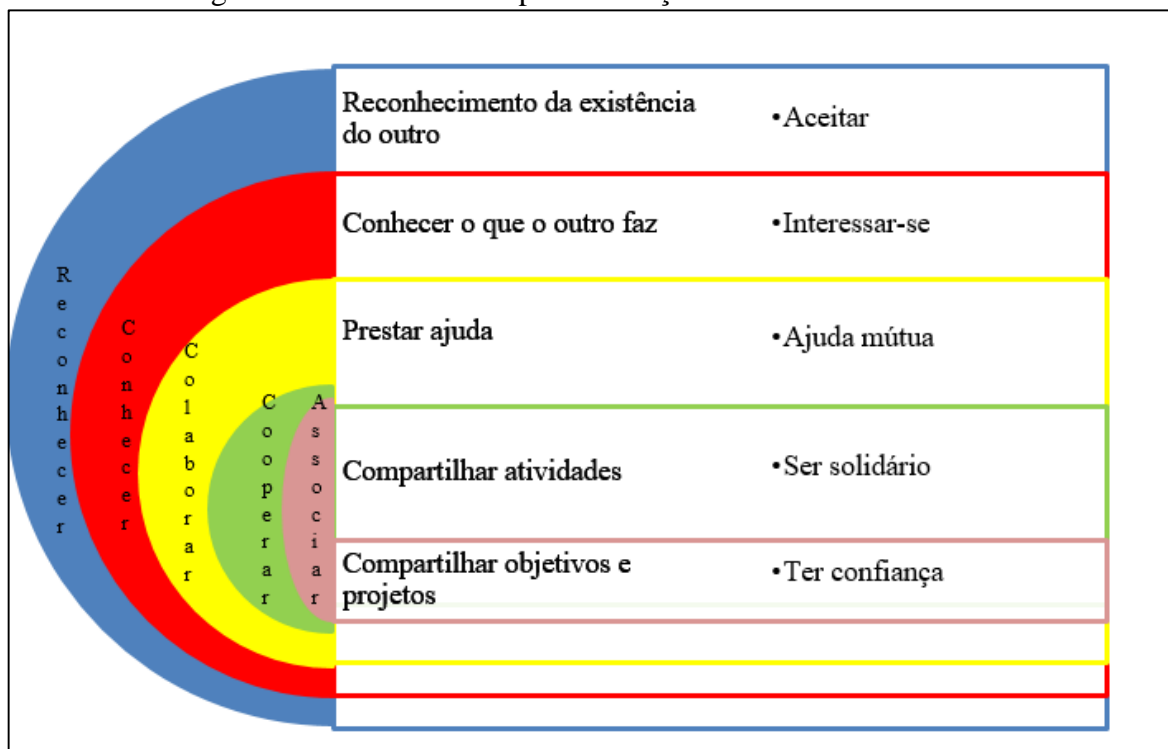 Reconhecimento da existência
do outro
•Aceitar
Conhecer o que o outro faz
•Interessar-se
Prestar ajuda
•Ajuda mútua
Compartilhar atividades
•Ser solidário
Compartilhar objetivos e
projetos
•Ter confiança
Reconhecer
Conhecer
Colaborar
Cooperar
Associar